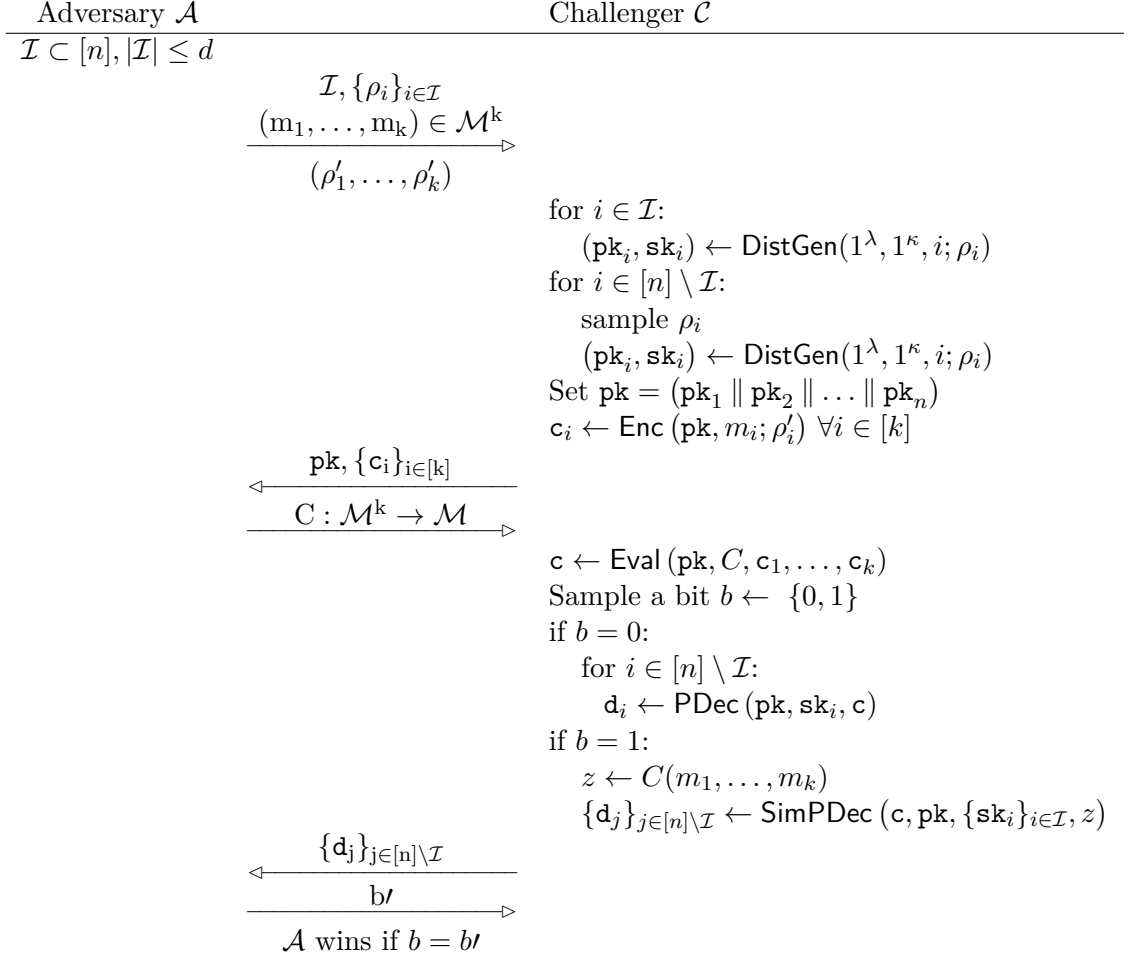 Adversary 𝒜 Challenger 𝒞
ℐ ⊂ [n], |ℐ| ≤ d
ℐ, {ρ_i}_{i∈ℐ}
(m_1, . . . , m_k) ∈ ℳ^k
(ρ′_1, . . . , ρ′_k)
for i ∈ ℐ:
(pk_i, sk_i) ← DistGen(1^λ, 1^κ, i; ρ_i)
for i ∈ [n] \ ℐ:
sample ρ_i
(pk_i, sk_i) ← DistGen(1^λ, 1^κ, i; ρ_i)
Set pk = (pk_1 ∥ pk_2 ∥ . . . ∥ pk_n)
c_i ← Enc (pk, m_i; ρ′_i) ∀i ∈ [k]
pk, {c_i}_{i∈[k]}
C : ℳ^k → ℳ
c ← Eval (pk, C, c_1, . . . , c_k)
Sample a bit b ← {0, 1}
if b = 0:
for i ∈ [n] \ ℐ:
d_i ← PDec (pk, sk_i, c)
if b = 1:
z ← C(m_1, . . . , m_k)
{d_j}_{j∈[n]\ℐ} ← SimPDec (c, pk, {sk_i}_{i∈ℐ}, z)
{d_j}_{j∈[n]\ℐ}
b′
𝒜 wins if b = b′